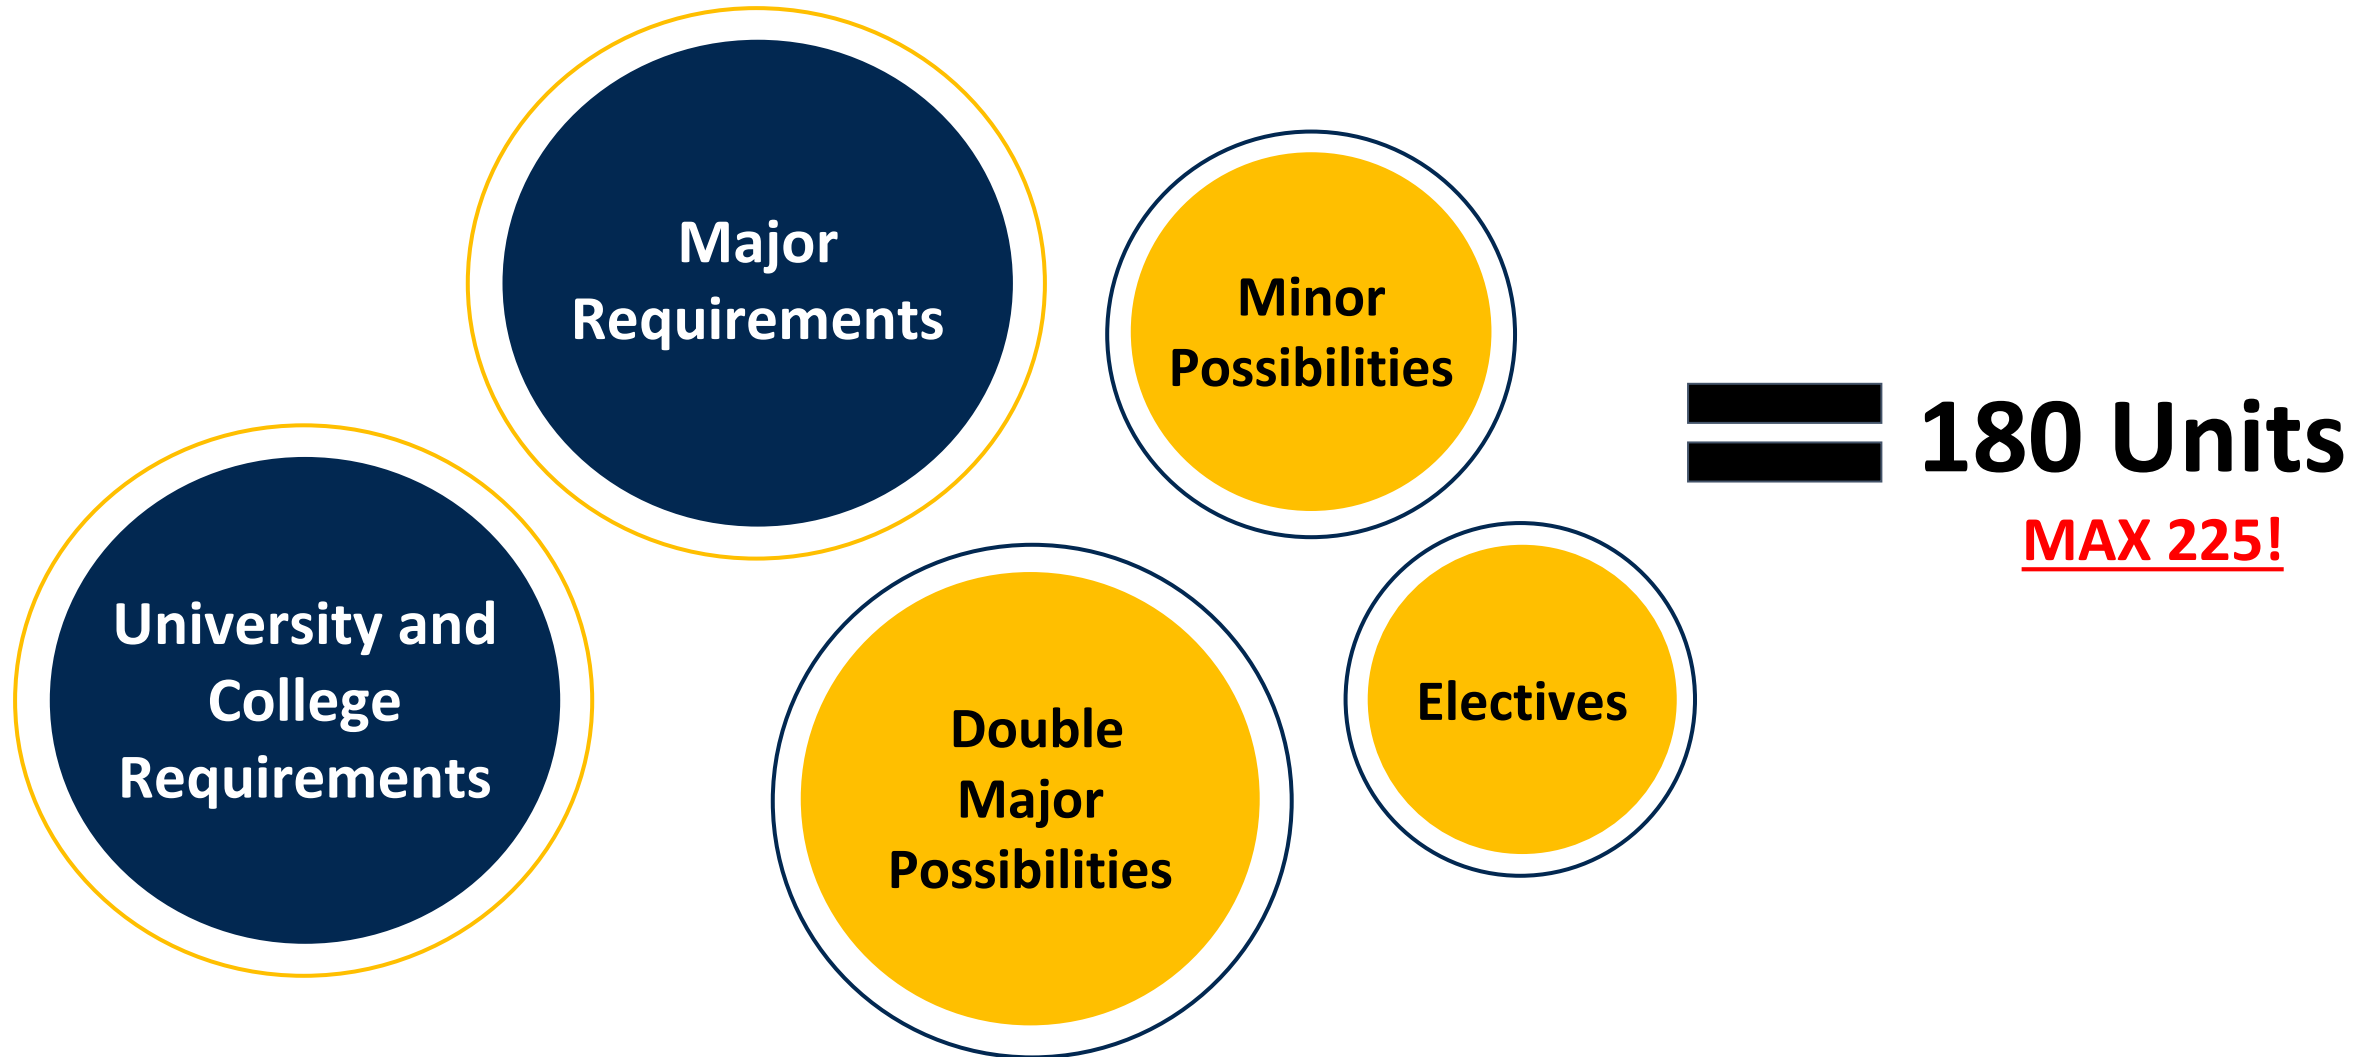 Major
Requirements
Minor
Possibilities
University and
College
Requirements
Double
Major
Possibilities
Electives
180 Units
MAX 225!